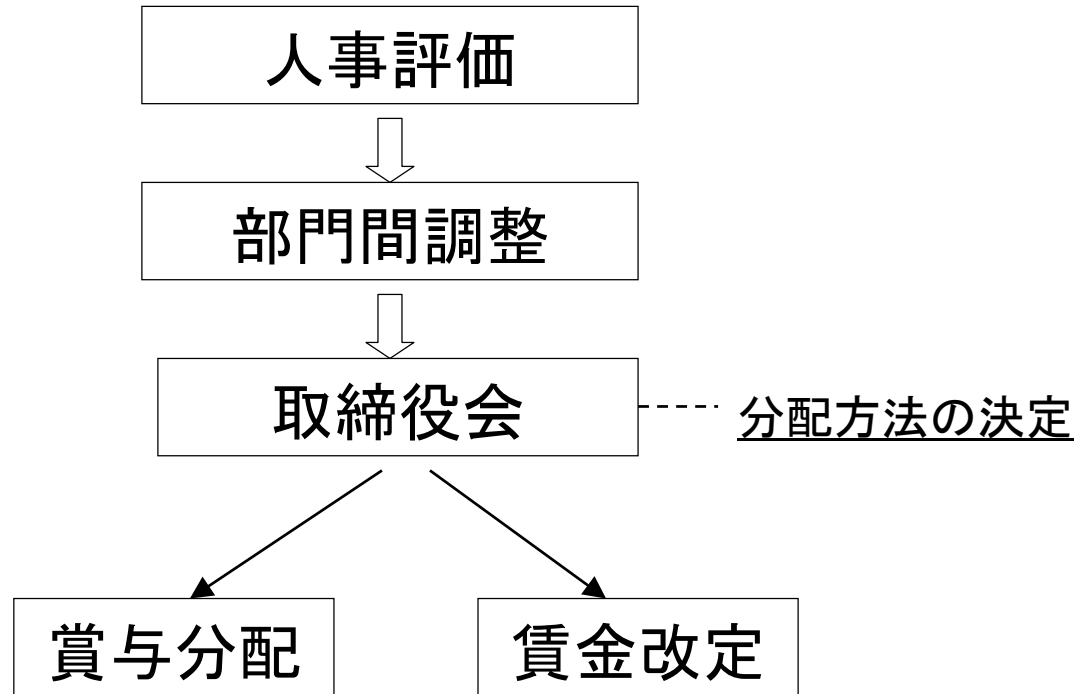 人事評価
部門間調整
取締役会
分配方法の決定
賞与分配
賃金改定